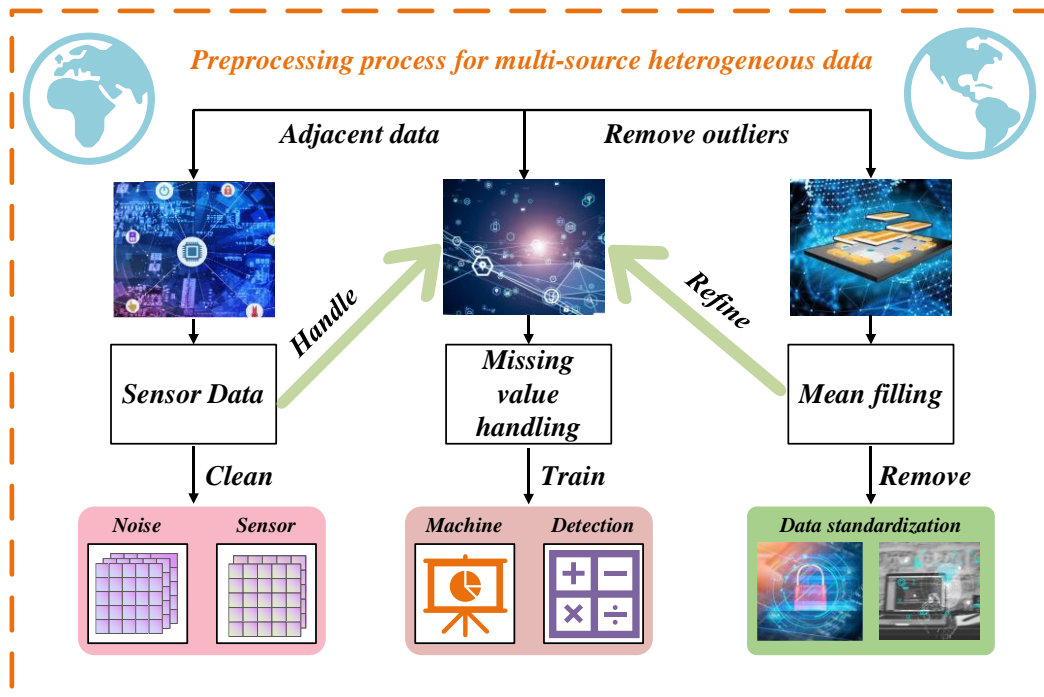 Preprocessing process for multi-source heterogeneous data
Adjacent data
Remove outliers
Handle
Refine
Sensor Data
Missing
value
handling
Mean filling
Clean
Train
Remove
Noise
Sensor
Machine
Detection
Data standardization